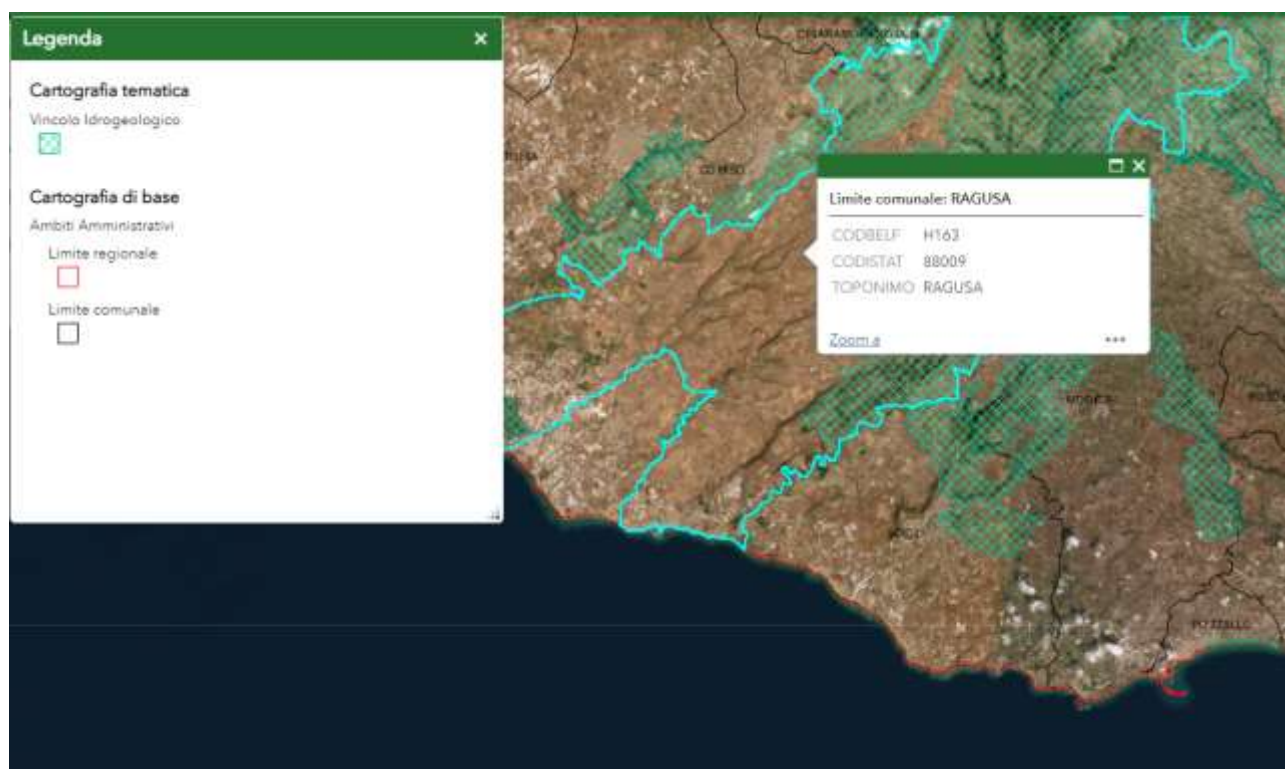 Legenda
Cartografia tematica
Vincolo Idrogeologico
Cartografia di base
Ambiti Amministrativi
Limite regionale
Limite comunale
COMISO
Limite comunale: RAGUSA
CODBELF H163
CODISTAT 88009
TOPONIMO RAGUSA
Zoom a
MODICA
POZZALLO